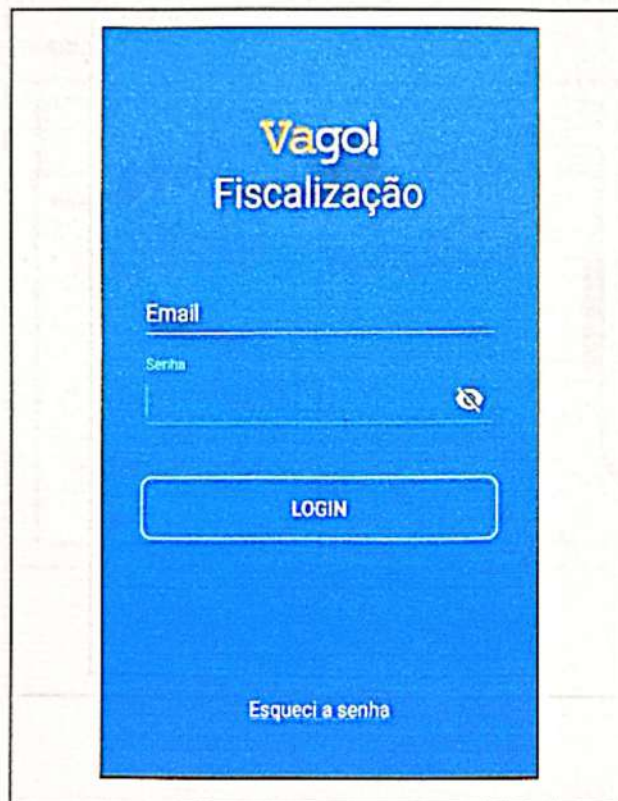 Vago!
Fiscalização
Email
Senha
LOGIN
Esqueci a senha